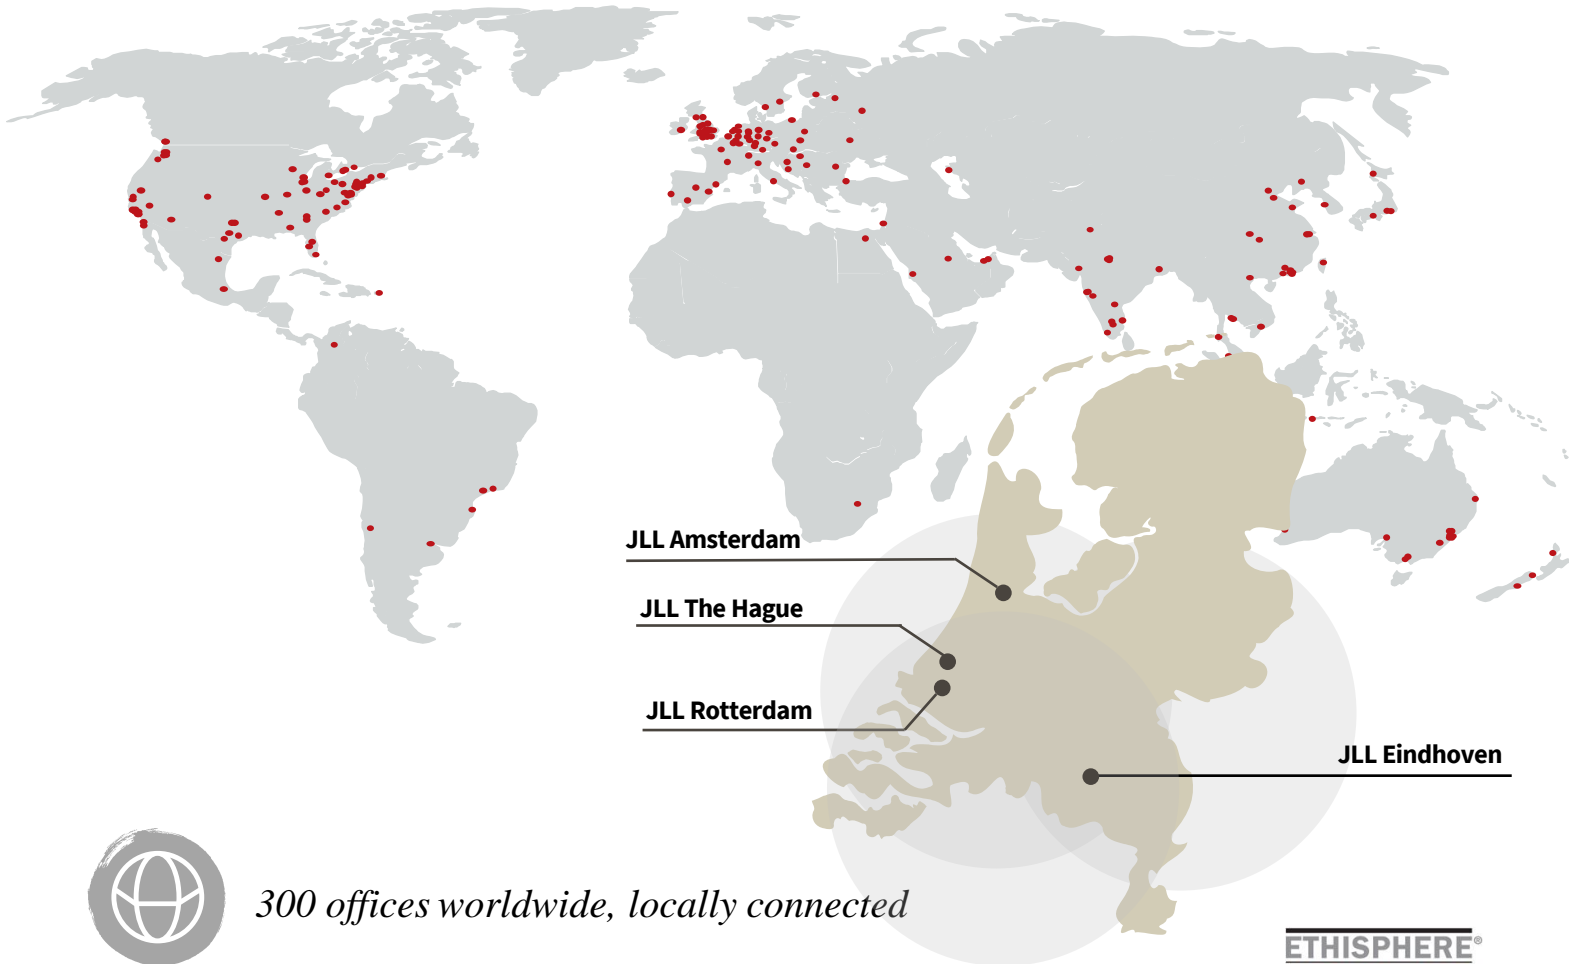 JLL Amsterdam
JLL The Hague
JLL Rotterdam
JLL Eindhoven
300 offices worldwide, locally connected
ETHISPHERE®